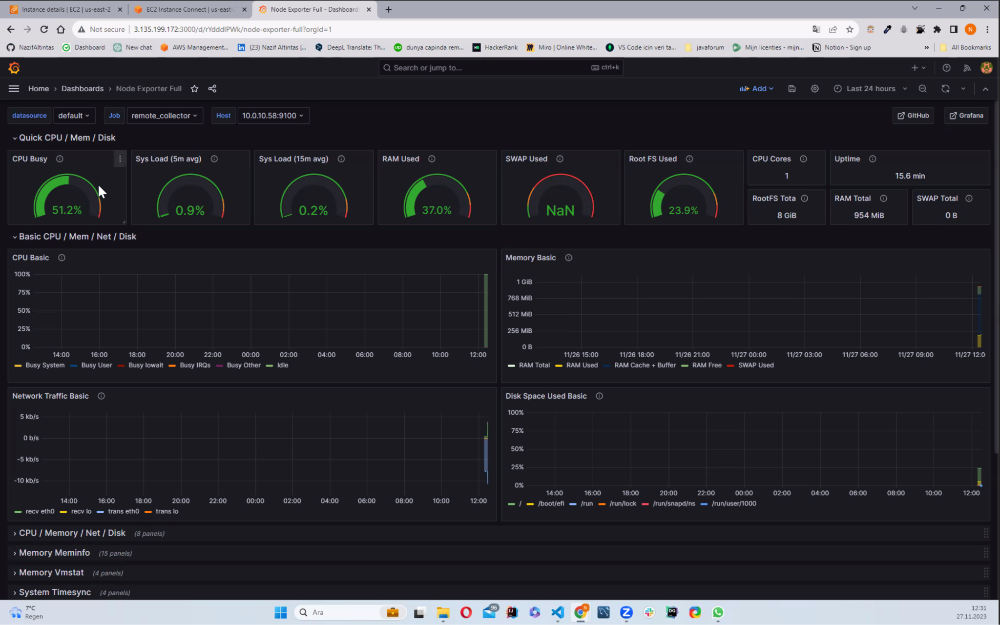 Instance details | EC2 | us-east-2
EC2 Instance Connect | us-east-2
Node Exporter Full - Dashboards
Not secure
3.135.199.172:3000/d/rYdddlPWk/node-exporter-full?orgId=1
NazifAltintas
Dashboard
New chat
AWS Management...
(23) Nazif Altintas |...
DeepL Translate: Th...
dunya capinda rem...
HackerRank
Miro | Online White...
VS Code icin veri ta...
javaforum
Mijn licenties - mijn...
Notion - Sign up
»
All Bookmarks
Search or jump to...
ctrl+k
Home › Dashboards › Node Exporter Full
Add
Last 24 hours
datasource
default
Job
remote_collector
Host
10.0.10.58:9100
GitHub
Grafana
Quick CPU / Mem / Disk
CPU Busy
51.2%
Sys Load (5m avg)
0.9%
Sys Load (15m avg)
0.2%
RAM Used
37.0%
SWAP Used
NaN
Root FS Used
23.9%
CPU Cores
1
Uptime
15.6 min
RootFS Tota
8 GiB
RAM Total
954 MiB
SWAP Total
0 B
Basic CPU / Mem / Net / Disk
CPU Basic
100%
75%
50%
25%
0%
14:00 16:00 18:00 20:00 22:00 00:00 02:00 04:00 06:00 08:00 10:00 12:00
Busy System Busy User Busy Iowait Busy IRQs Busy Other Idle
Memory Basic
1 GiB
768 MiB
512 MiB
256 MiB
0 B
11/26 15:00 11/26 18:00 11/26 21:00 11/27 00:00 11/27 03:00 11/27 06:00 11/27 09:00 11/27 12:0
RAM Total RAM Used RAM Cache + Buffer RAM Free SWAP Used
Network Traffic Basic
5 kb/s
0 b/s
-5 kb/s
-10 kb/s
14:00 16:00 18:00 20:00 22:00 00:00 02:00 04:00 06:00 08:00 10:00 12:00
recv eth0 recv lo trans eth0 trans lo
Disk Space Used Basic
100%
75%
50%
25%
0%
14:00 16:00 18:00 20:00 22:00 00:00 02:00 04:00 06:00 08:00 10:00 12:00
/ /boot/efi /run /run/lock /run/snapd/ns /run/user/1000
CPU / Memory / Net / Disk (8 panels)
Memory Meminfo (15 panels)
Memory Vmstat (4 panels)
System Timesync (4 panels)
7°C
Regen
Ara
96
12:31
27.11.2023